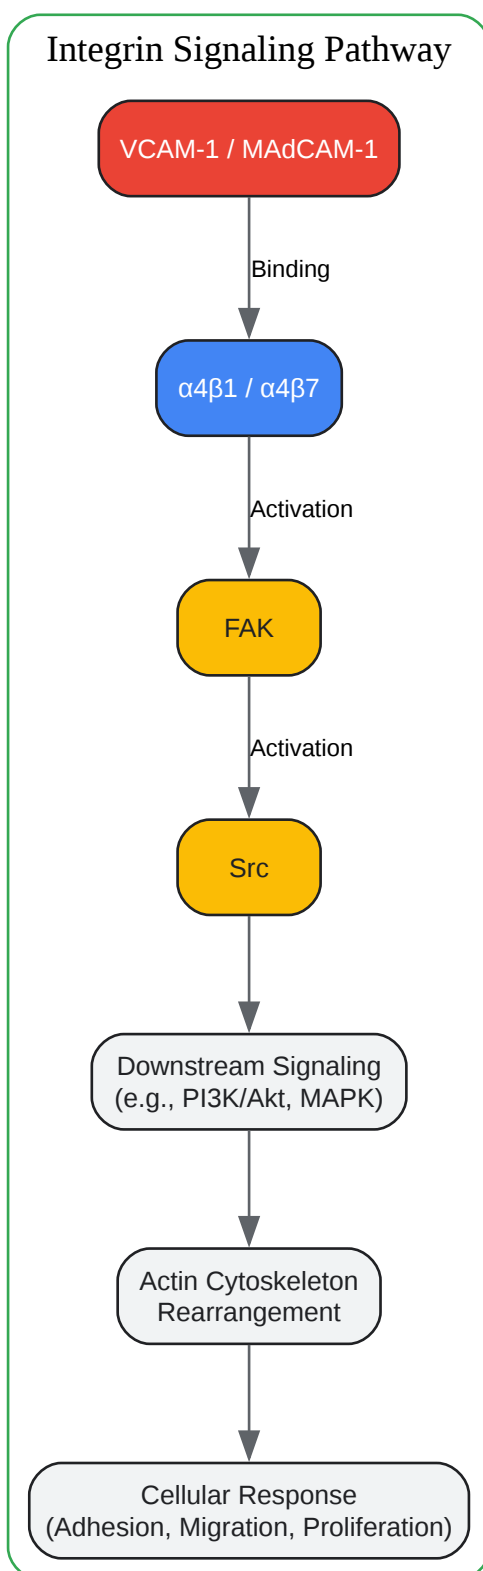 Integrin Signaling Pathway
VCAM-1 / MAdCAM-1
Binding
α4β1 / α4β7
Activation
FAK
Activation
Src
Downstream Signaling
(e.g., PI3K/Akt, MAPK)
Actin Cytoskeleton
Rearrangement
Cellular Response
(Adhesion, Migration, Proliferation)